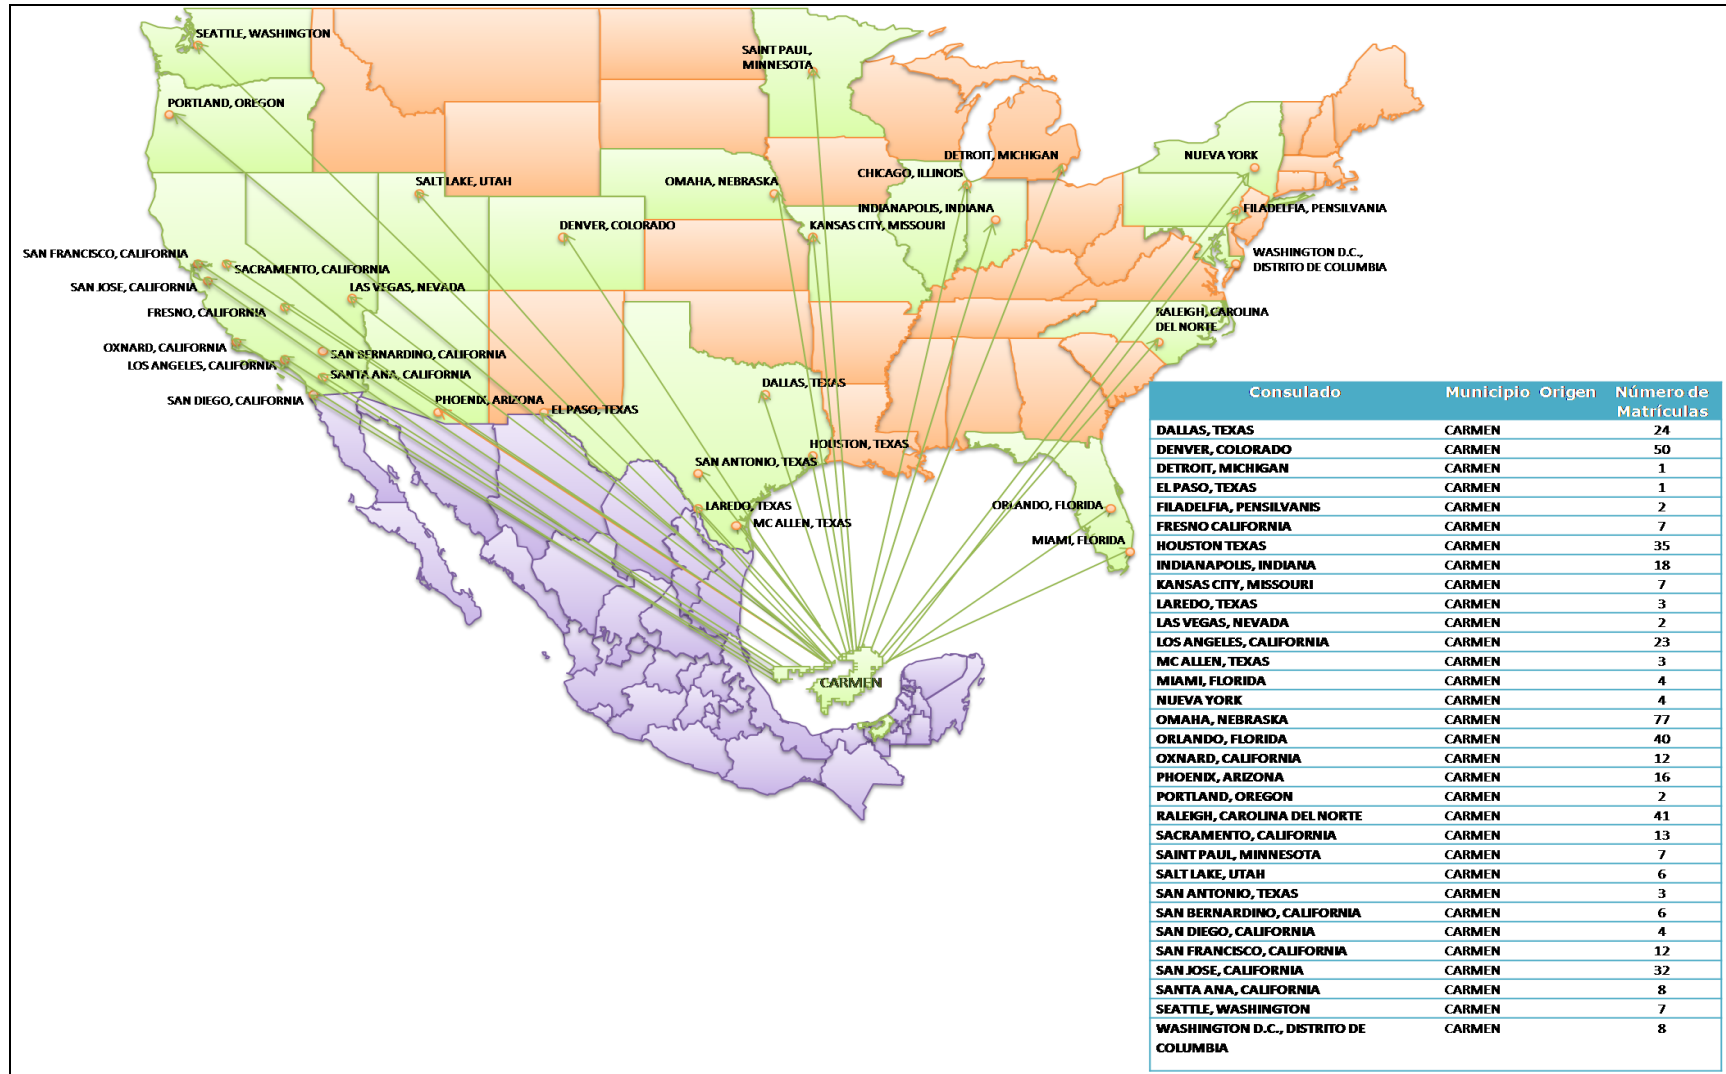 SEATTLE, WASHINGTON
SAINT PAUL,
MINNESOTA
PORTLAND, OREGON
DETROIT, MICHIGAN
NUEVA YORK
CHICAGO, ILLINOIS
SALT LAKE, UTAH
OMAHA, NEBRASKA
INDIANAPOLIS, INDIANA
FILADELFIA, PENSILVANIA
DENVER, COLORADO
KANSAS CITY, MISSOURI
SAN FRANCISCO, CALIFORNIA
WASHINGTON D.C.,
DISTRITO DE COLUMBIA
SACRAMENTO, CALIFORNIA
SAN JOSE, CALIFORNIA
LAS VEGAS, NEVADA
FRESNO, CALIFORNIA
RALEIGH, CAROLINA
DEL NORTE
OXNARD, CALIFORNIA
SAN BERNARDINO, CALIFORNIA
LOS ANGELES, CALIFORNIA
SANTA ANA, CALIFORNIA
DALLAS, TEXAS
SAN DIEGO, CALIFORNIA
PHOENIX, ARIZONA
EL PASO, TEXAS
HOUSTON, TEXAS
SAN ANTONIO, TEXAS
LAREDO, TEXAS
ORLANDO, FLORIDA
MC ALLEN, TEXAS
MIAMI, FLORIDA
CARMEN
Consulado Municipio Origen Número de
Matrículas
DALLAS, TEXAS CARMEN 24
DENVER, COLORADO CARMEN 50
DETROIT, MICHIGAN CARMEN 1
EL PASO, TEXAS CARMEN 1
FILADELFIA, PENSILVANIS CARMEN 2
FRESNO CALIFORNIA CARMEN 7
HOUSTON TEXAS CARMEN 35
INDIANAPOLIS, INDIANA CARMEN 18
KANSAS CITY, MISSOURI CARMEN 7
LAREDO, TEXAS CARMEN 3
LAS VEGAS, NEVADA CARMEN 2
LOS ANGELES, CALIFORNIA CARMEN 23
MC ALLEN, TEXAS CARMEN 3
MIAMI, FLORIDA CARMEN 4
NUEVA YORK CARMEN 4
OMAHA, NEBRASKA CARMEN 77
ORLANDO, FLORIDA CARMEN 40
OXNARD, CALIFORNIA CARMEN 12
PHOENIX, ARIZONA CARMEN 16
PORTLAND, OREGON CARMEN 2
RALEIGH, CAROLINA DEL NORTE CARMEN 41
SACRAMENTO, CALIFORNIA CARMEN 13
SAINT PAUL, MINNESOTA CARMEN 7
SALT LAKE, UTAH CARMEN 6
SAN ANTONIO, TEXAS CARMEN 3
SAN BERNARDINO, CALIFORNIA CARMEN 6
SAN DIEGO, CALIFORNIA CARMEN 4
SAN FRANCISCO, CALIFORNIA CARMEN 12
SAN JOSE, CALIFORNIA CARMEN 32
SANTA ANA, CALIFORNIA CARMEN 8
SEATTLE, WASHINGTON CARMEN 7
WASHINGTON D.C., DISTRITO DE CARMEN 8
COLUMBIA